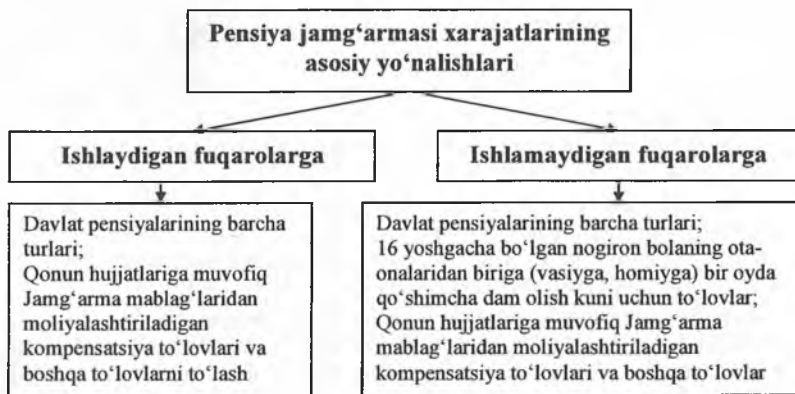 Pensiya jamg‘armasi xarajatlarining
asosiy yo‘nalishlari
Ishlaydigan fuqarolarga
Ishlamaydigan fuqarolarga
Davlat pensiyalarining barcha
turlari;
Qonun hujjatlariga muvofiq
Jamg‘arma mablag‘laridan
moliyalashtiriladigan
kompensatsiya to‘lovlari va
boshqa to‘lovlarni to‘lash
Davlat pensiyalarining barcha turlari;
16 yoshgacha bo‘lgan nogiron bolaning ota-
onalaridan biriga (vasiyga, homiyga) bir oyda
qo‘shimcha dam olish kuni uchun to‘lovlar;
Qonun hujjatlariga muvofiq Jamg‘arma
mablag‘laridan moliyalashtiriladigan
kompensatsiya to‘lovlari va boshqa to‘lovlar